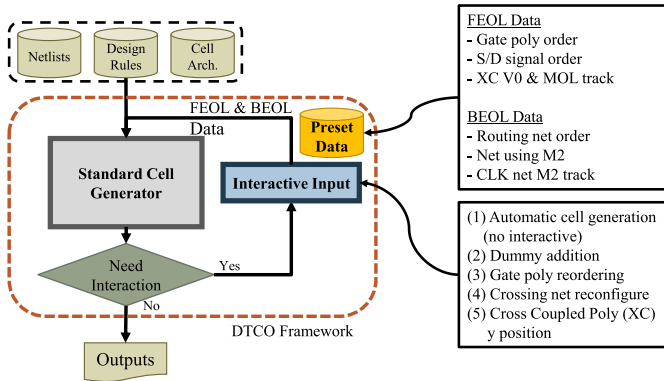 Netlists
Design
Rules
Cell
Arch.
FEOL & BEOL
Data
Preset
Data
Standard Cell
Generator
Interactive Input
Need
Interaction
Yes
No
DTCO Framework
Outputs
FEOL Data
- Gate poly order
- S/D signal order
- XC V0 & MOL track
BEOL Data
- Routing net order
- Net using M2
- CLK net M2 track
(1) Automatic cell generation
(no interactive)
(2) Dummy addition
(3) Gate poly reordering
(4) Crossing net reconfigure
(5) Cross Coupled Poly (XC)
y position